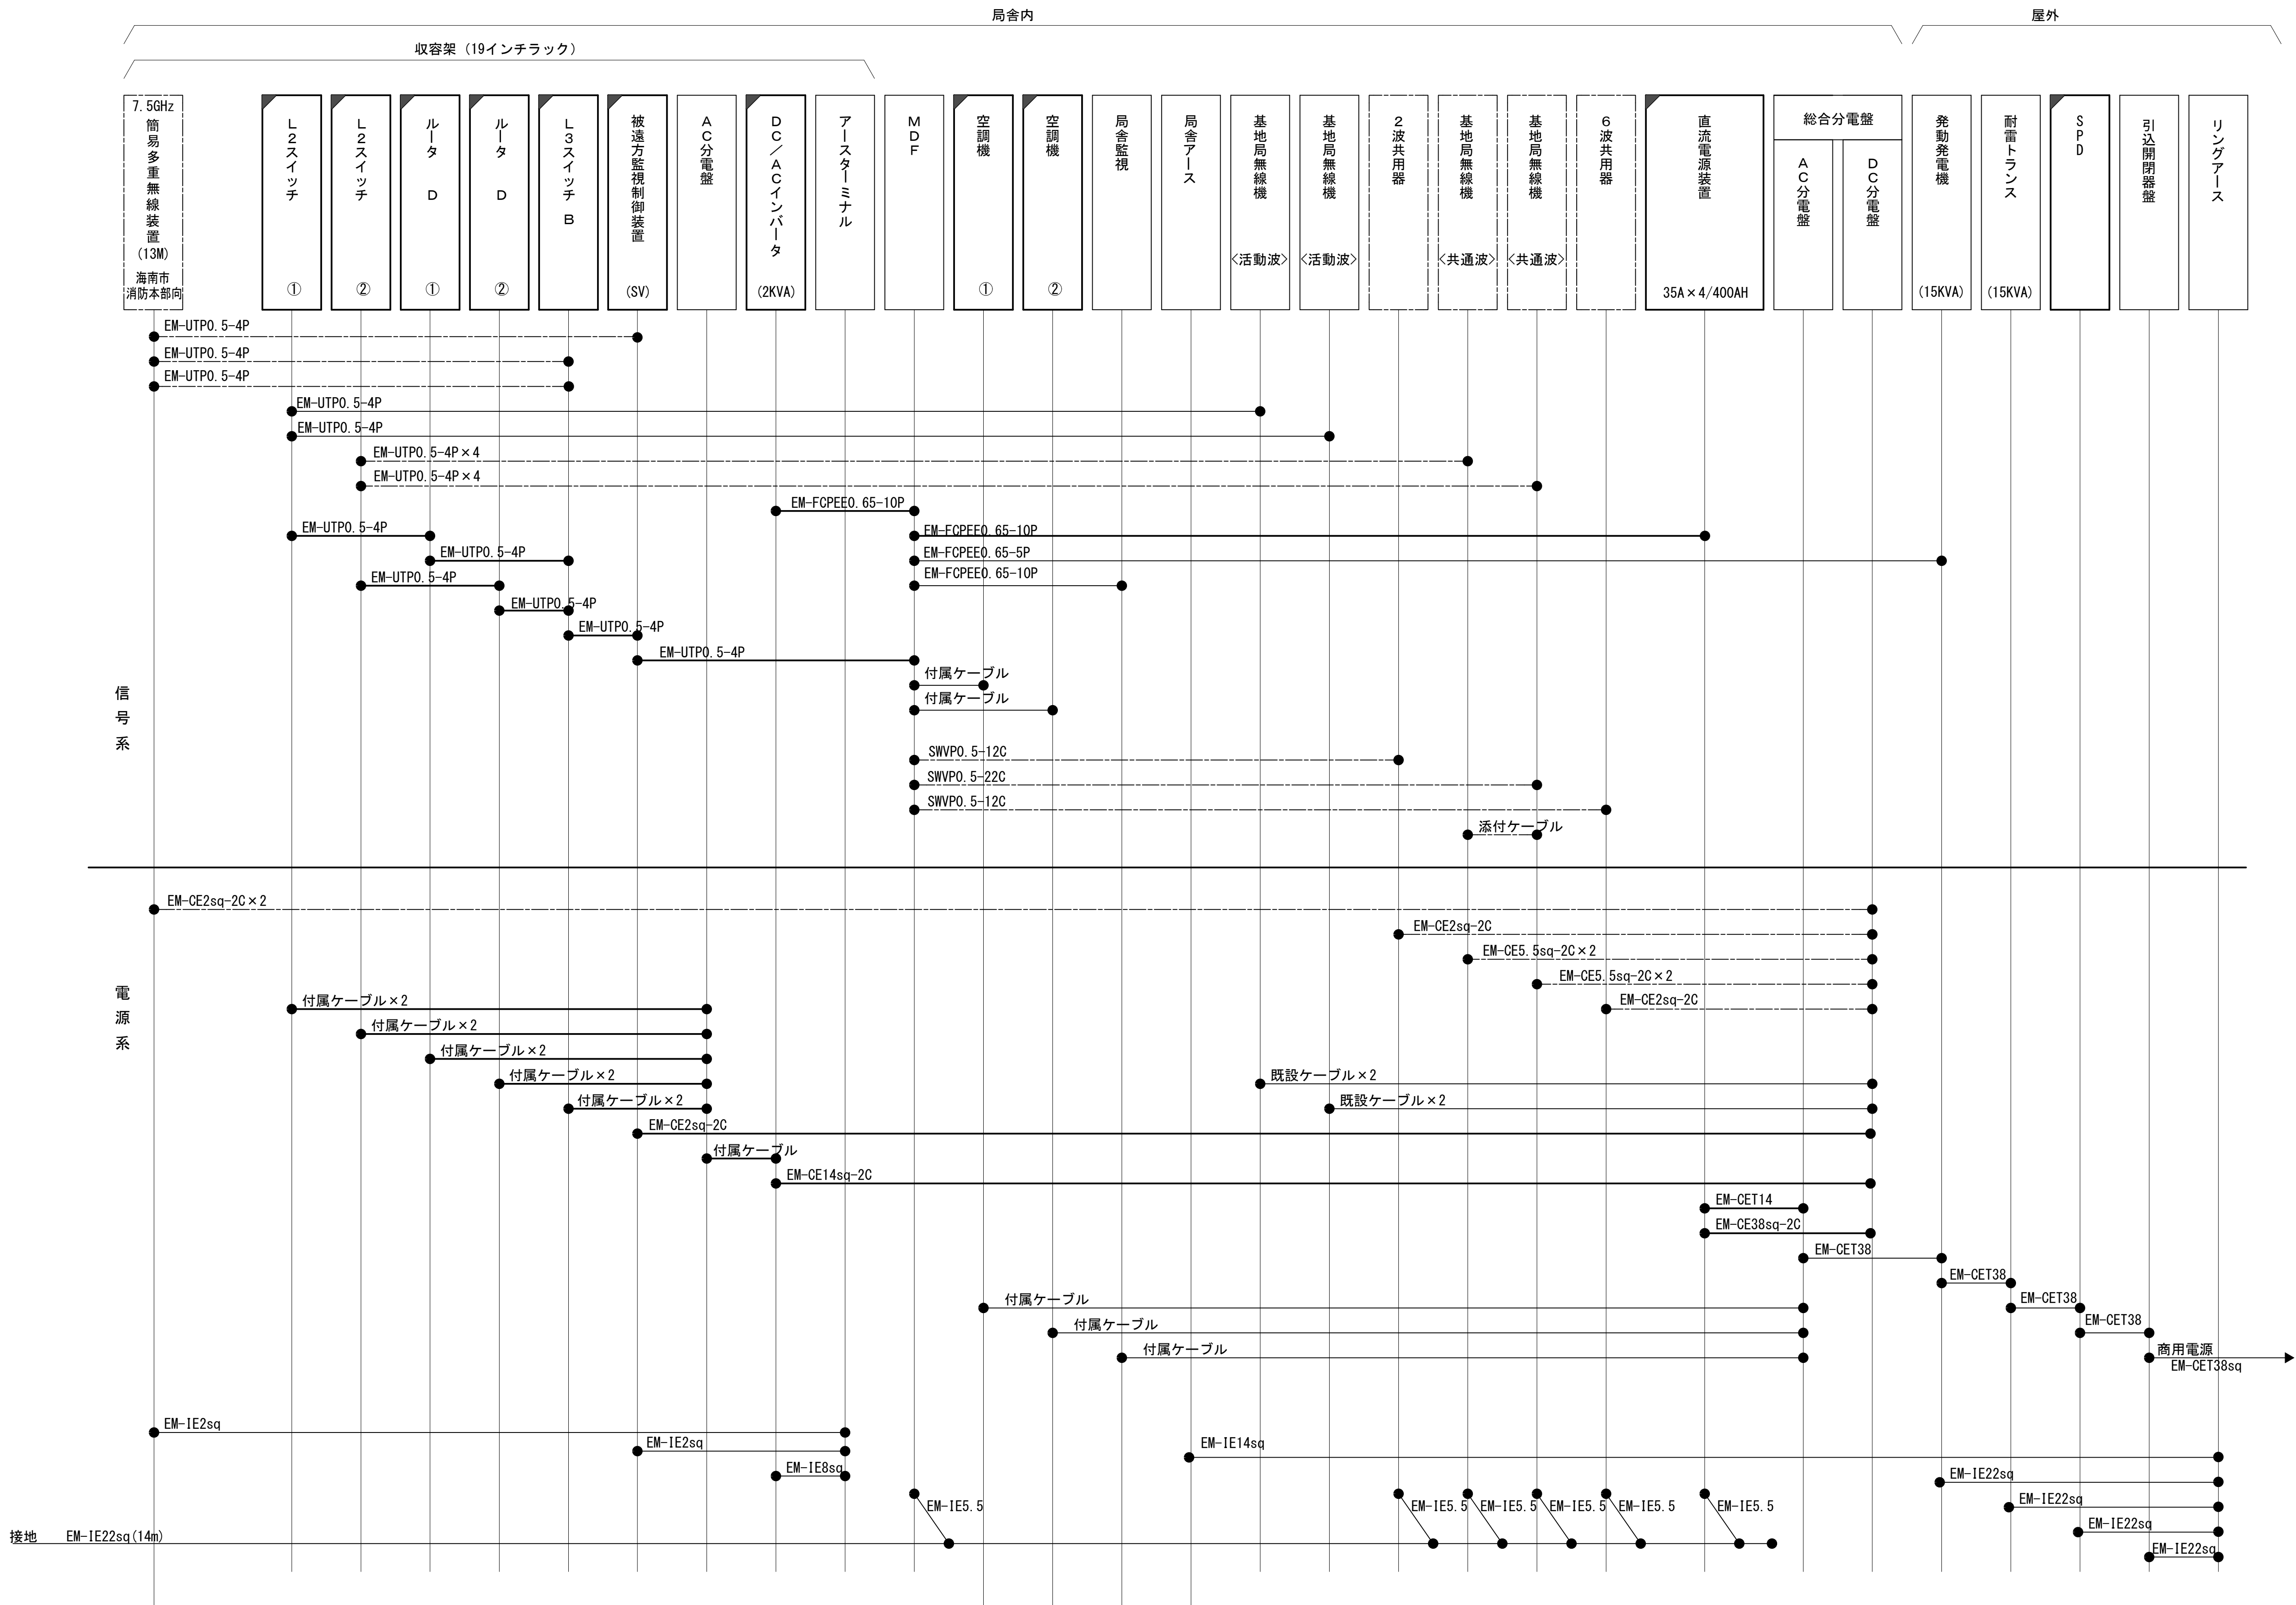 局舎内
屋外
収容架（19インチラック）
7.5GHz
簡易多重無線装置
(13M)
海南市
消防本部向
L2スイッチ
①
L2スイッチ
②
ルータ D
①
ルータ D
②
L3スイッチ B
被遠方監視制御装置
(SV)
AC分電盤
DC／ACインバータ
(2KVA)
アースターミナル
MDF
空調機
①
空調機
②
局舎監視
局舎アース
基地局無線機
<活動波>
基地局無線機
<活動波>
2波共用器
基地局無線機
<共通波>
基地局無線機
<共通波>
6波共用器
直流電源装置
35A×4/400AH
総合分電盤
AC分電盤
DC分電盤
発動発電機
(15KVA)
耐雷トランス
(15KVA)
SPD
引込開閉器盤
リングアース
信号系
EM-UTP0.5-4P
EM-UTP0.5-4P
EM-UTP0.5-4P
EM-UTP0.5-4P
EM-UTP0.5-4P
EM-UTP0.5-4P×4
EM-UTP0.5-4P×4
EM-FCPEE0.65-10P
EM-UTP0.5-4P
EM-FCPEE0.65-10P
EM-UTP0.5-4P
EM-FCPEE0.65-5P
EM-UTP0.5-4P
EM-FCPEE0.65-10P
EM-UTP0.5-4P
EM-UTP0.5-4P
EM-UTP0.5-4P
付属ケーブル
付属ケーブル
SWVP0.5-12C
SWVP0.5-22C
SWVP0.5-12C
添付ケーブル
電源系
EM-CE2sq-2C×2
EM-CE2sq-2C
EM-CE5.5sq-2C×2
EM-CE5.5sq-2C×2
付属ケーブル×2
EM-CE2sq-2C
付属ケーブル×2
付属ケーブル×2
付属ケーブル×2
既設ケーブル×2
付属ケーブル×2
既設ケーブル×2
EM-CE2sq-2C
付属ケーブル
EM-CE14sq-2C
EM-CET14
EM-CE38sq-2C
EM-CET38
EM-CET38
付属ケーブル
EM-CET38
付属ケーブル
EM-CET38
付属ケーブル
商用電源
EM-CET38sq
EM-IE2sq
EM-IE2sq
EM-IE14sq
EM-IE8sq
EM-IE22sq
EM-IE5.5
EM-IE5.5
EM-IE5.5
EM-IE5.5
EM-IE5.5
EM-IE5.5
EM-IE22sq
EM-IE22sq
接地 EM-IE22sq(14m)
EM-IE22sq